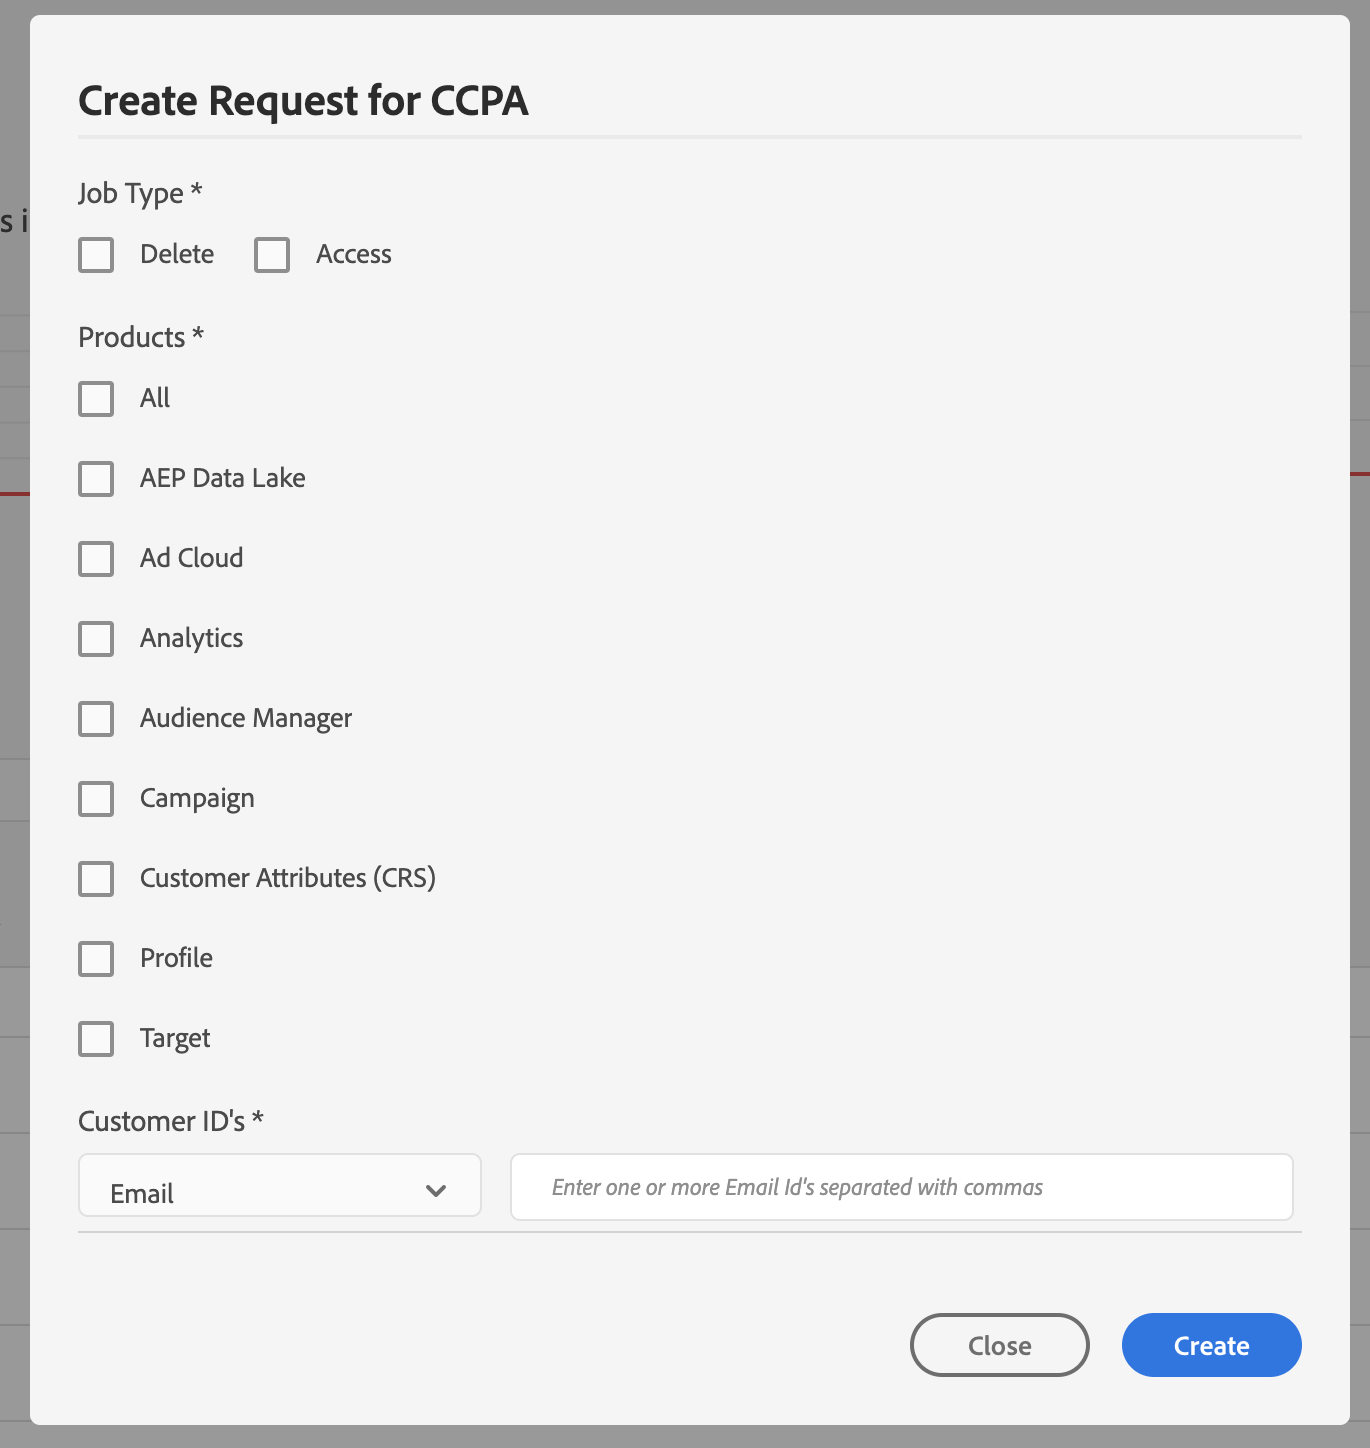 Create Request for CCPA
s i
Job Type *
Delete Access
Products *
All
AEP Data Lake
Ad Cloud
Analytics
Audience Manager
Campaign
Customer Attributes (CRS)
Profile
Target
Customer ID's *
Email Enter one or more Email Id's separated with commas
Close Create